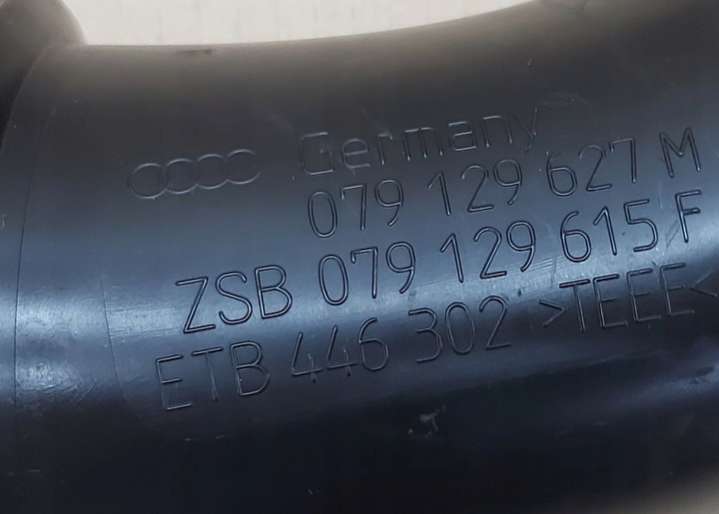 Germany
079 129 627 M
ZSB 079 129 615 F
ETB 446 302 >TEEE<